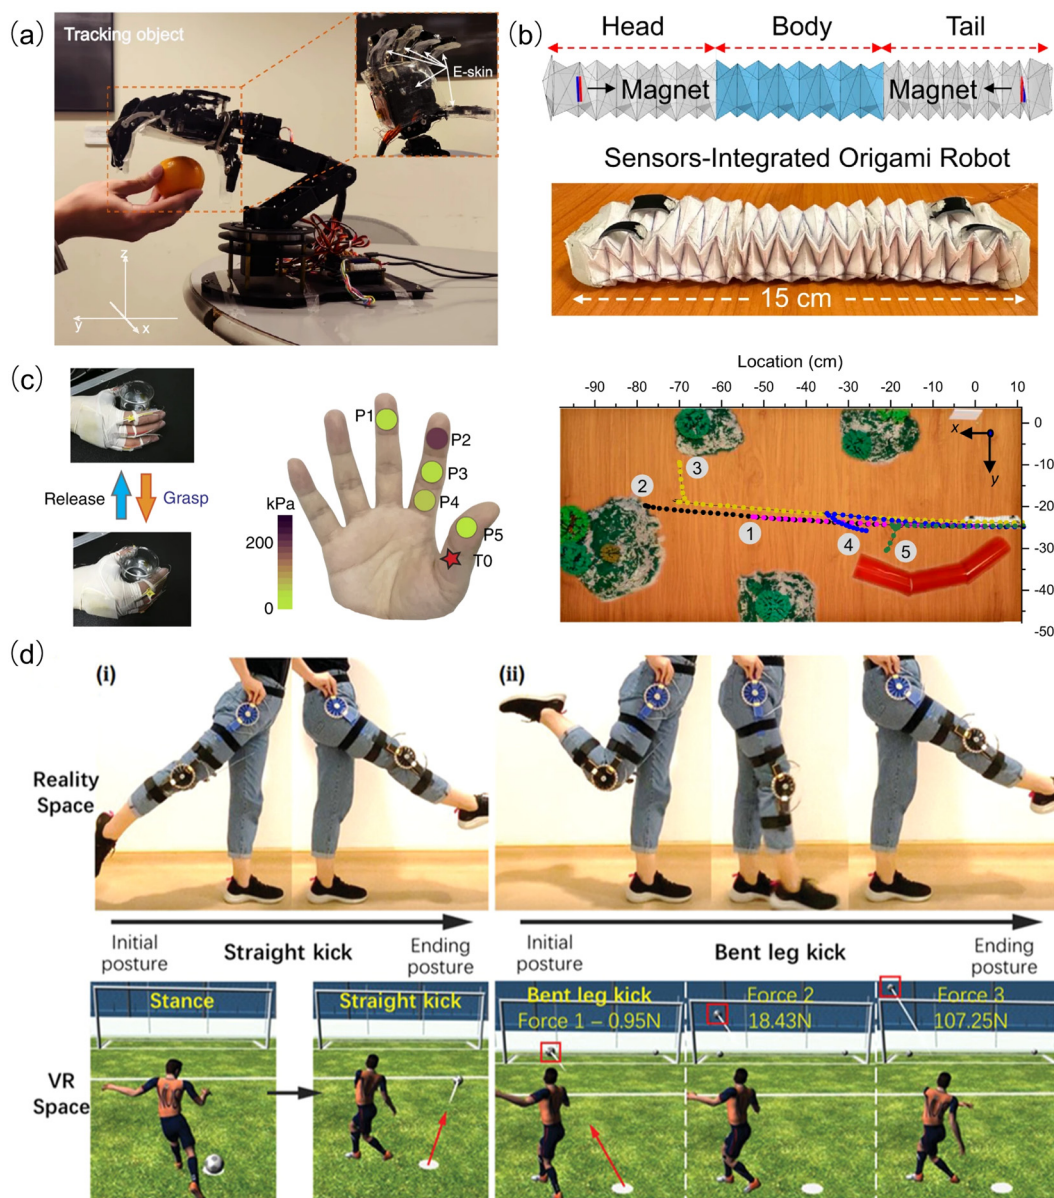 (a)
Tracking object
E-skin
z
y
x
(b)
Head
Body
Tail
Magnet
Magnet
Sensors-Integrated Origami Robot
15 cm
(c)
Release
Grasp
kPa
200
0
P1
P2
P3
P4
P5
T0
Location (cm)
-90 -80 -70 -60 -50 -40 -30 -20 -10 0 10
0
-10
-20
-30
-40
-50
x
y
1
2
3
4
5
(d)
(i)
(ii)
Reality
Space
Initial
posture
Straight kick
Ending
posture
Initial
posture
Bent leg kick
Ending
posture
VR
Space
Stance
Straight kick
Bent leg kick
Force 1 – 0.95N
Force 2
18.43N
Force 3
107.25N